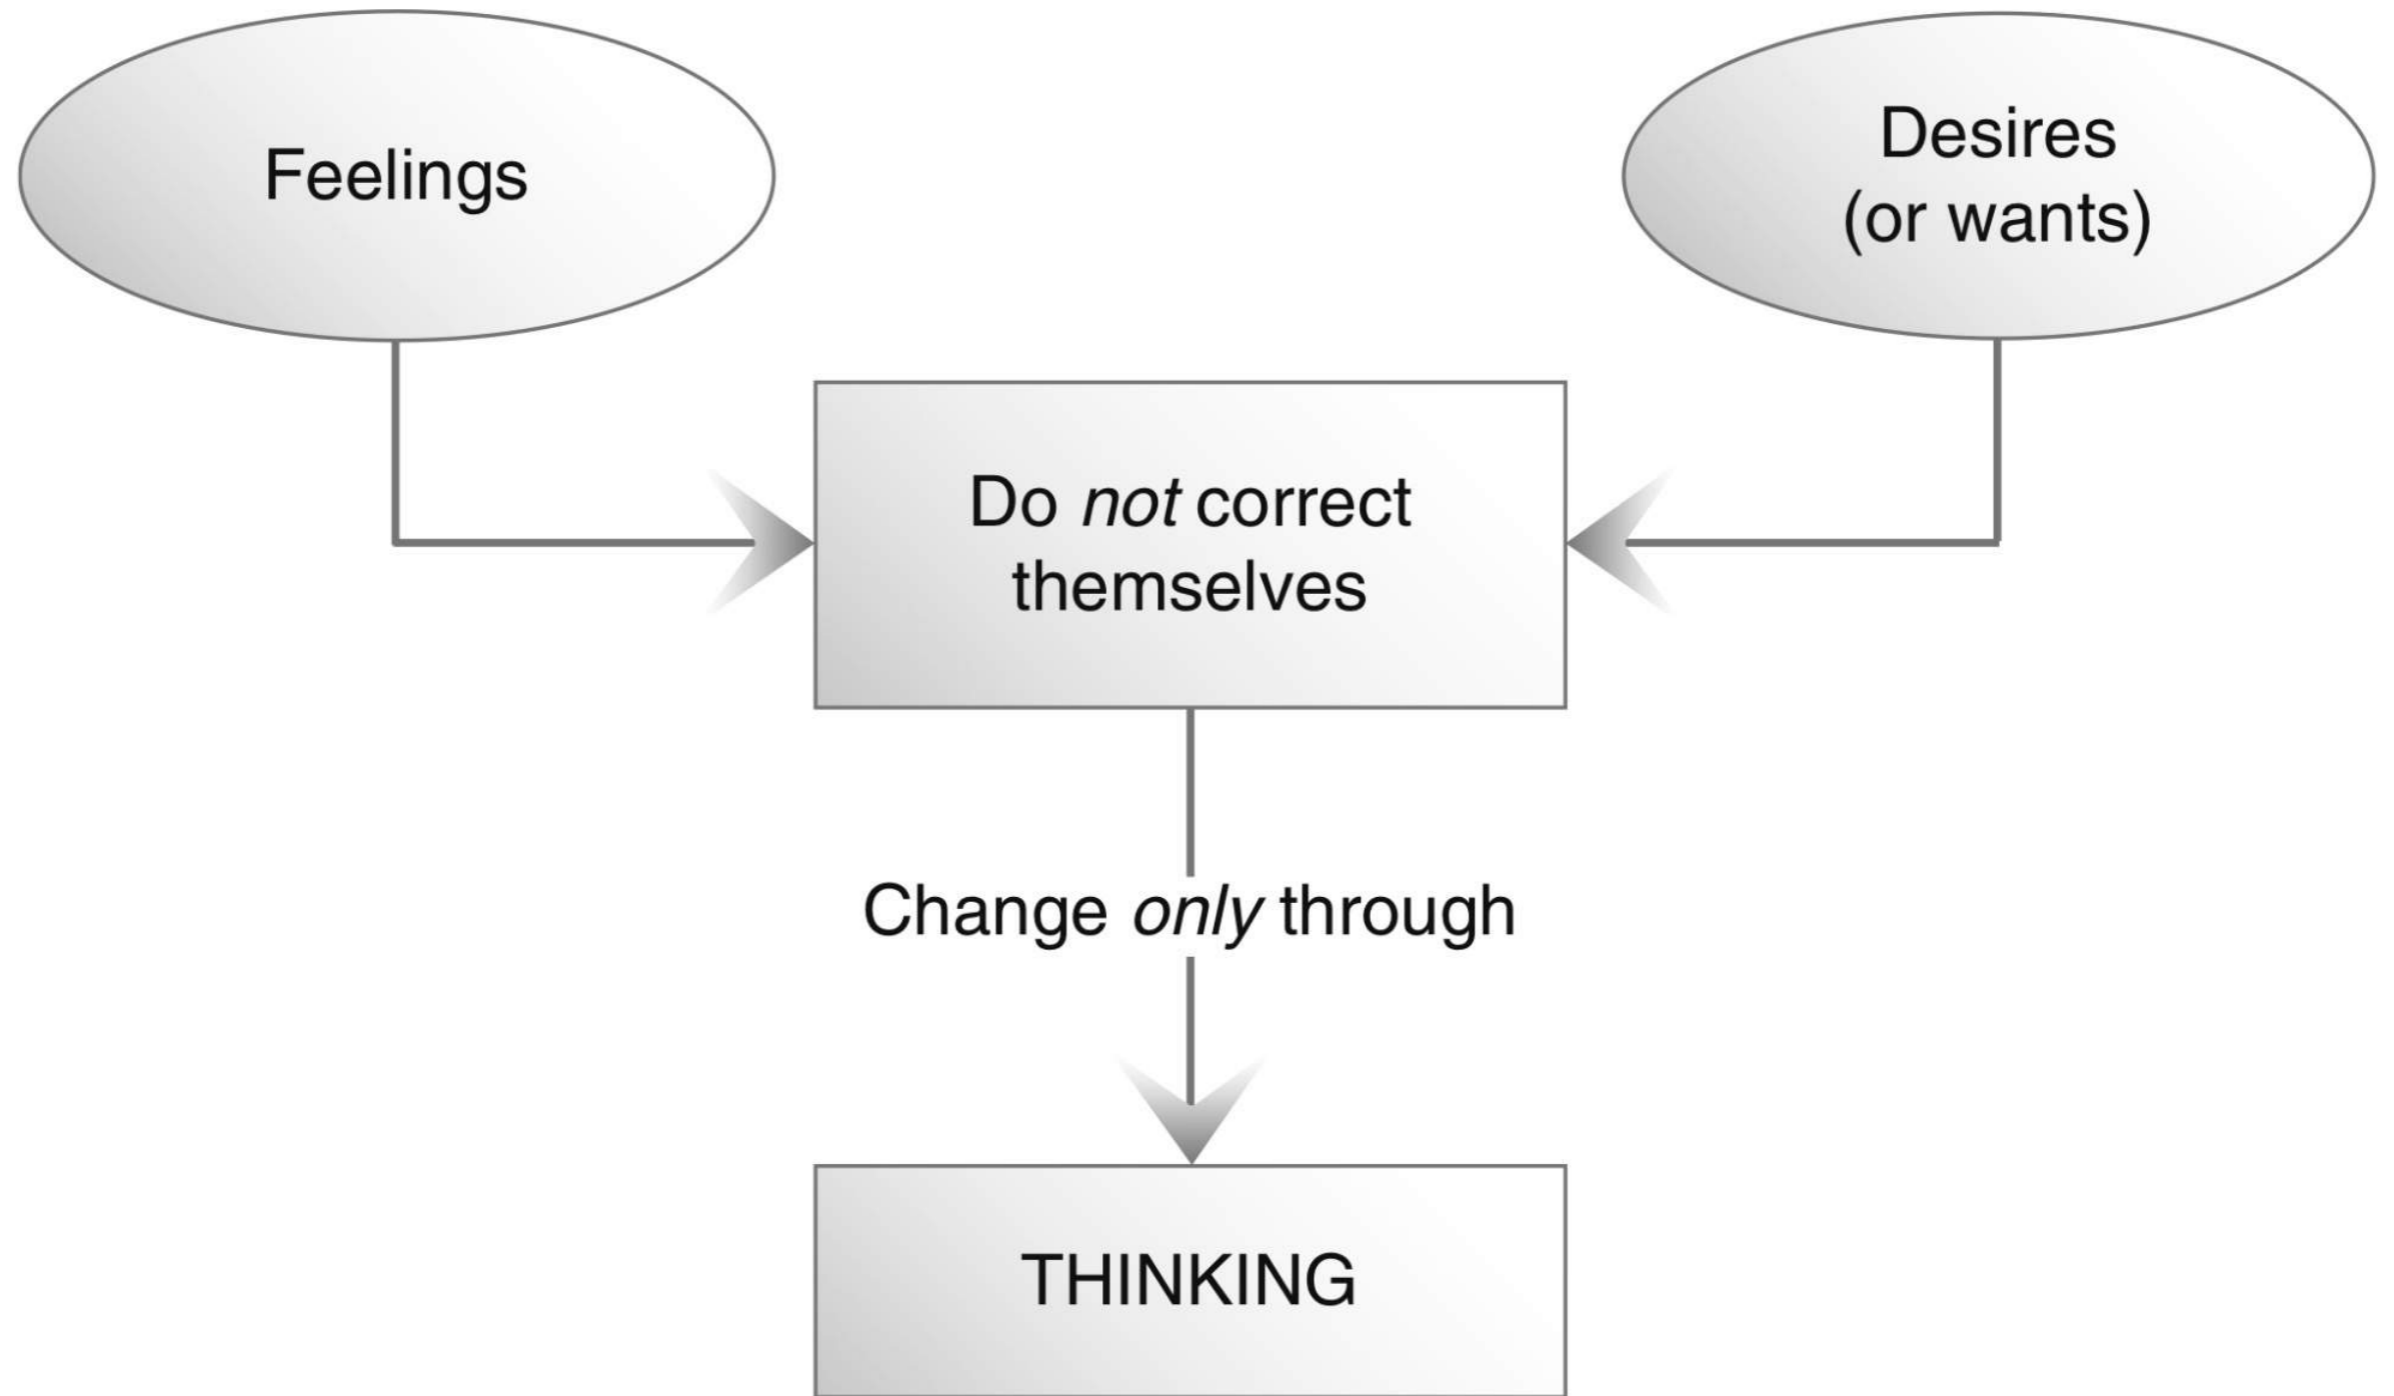 Feelings
Desires
(or wants)
Do not correct
themselves
Change only through
THINKING